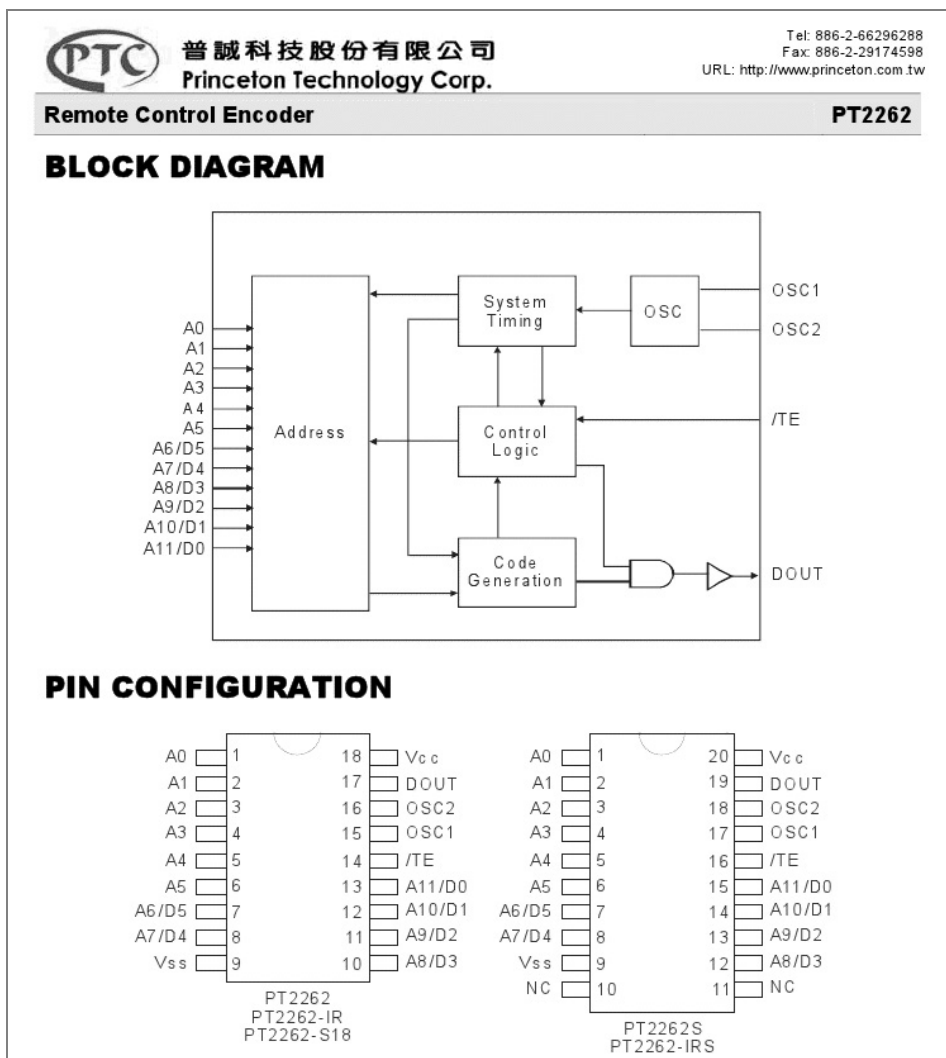 PTC
普誠科技股份有限公司
Princeton Technology Corp.
Tel: 886-2-66296288
Fax: 886-2-29174598
URL: http://www.princeton.com.tw
Remote Control Encoder
PT2262
BLOCK DIAGRAM
A0
A1
A2
A3
A4
A5
A6/D5
A7/D4
A8/D3
A9/D2
A10/D1
A11/D0
Address
System
Timing
OSC
OSC1
OSC2
Control
Logic
/TE
Code
Generation
DOUT
PIN CONFIGURATION
A0 1 18 Vcc
A1 2 17 DOUT
A2 3 16 OSC2
A3 4 15 OSC1
A4 5 14 /TE
A5 6 13 A11/D0
A6/D5 7 12 A10/D1
A7/D4 8 11 A9/D2
Vss 9 10 A8/D3
PT2262
PT2262-IR
PT2262-S18
A0 1 20 Vcc
A1 2 19 DOUT
A2 3 18 OSC2
A3 4 17 OSC1
A4 5 16 /TE
A5 6 15 A11/D0
A6/D5 7 14 A10/D1
A7/D4 8 13 A9/D2
Vss 9 12 A8/D3
NC 10 11 NC
PT2262S
PT2262-IRS